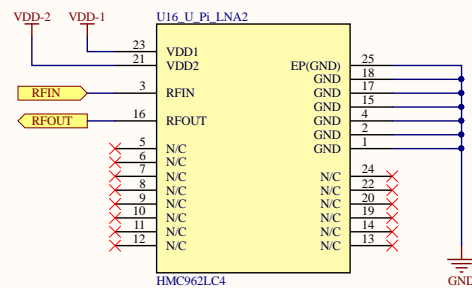 VDD-2 VDD-1 U16_U_Pi_LNA2
23 VDD1
21 VDD2 EP(GND) 25
GND 18
RFIN 3 RFIN GND 17
GND 15
RFOUT 16 RFOUT GND 4
GND 2
5 N/C GND 1
6 N/C
7 N/C N/C 24
8 N/C N/C 22
9 N/C N/C 20
10 N/C N/C 19
11 N/C N/C 14
12 N/C N/C 13
HMC962LC4 GND